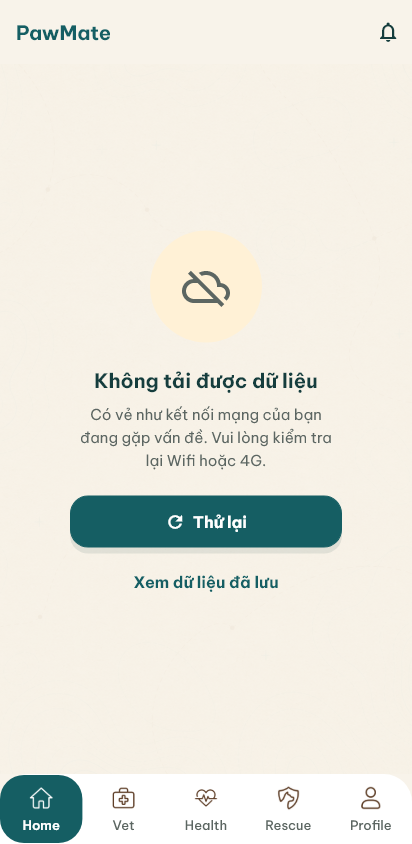 PawMate
Không tải được dữ liệu
Có vẻ như kết nối mạng của bạn
đang gặp vấn đề. Vui lòng kiểm tra
lại Wifi hoặc 4G.
Thử lại
Xem dữ liệu đã lưu
Home
Vet
Health
Rescue
Profile